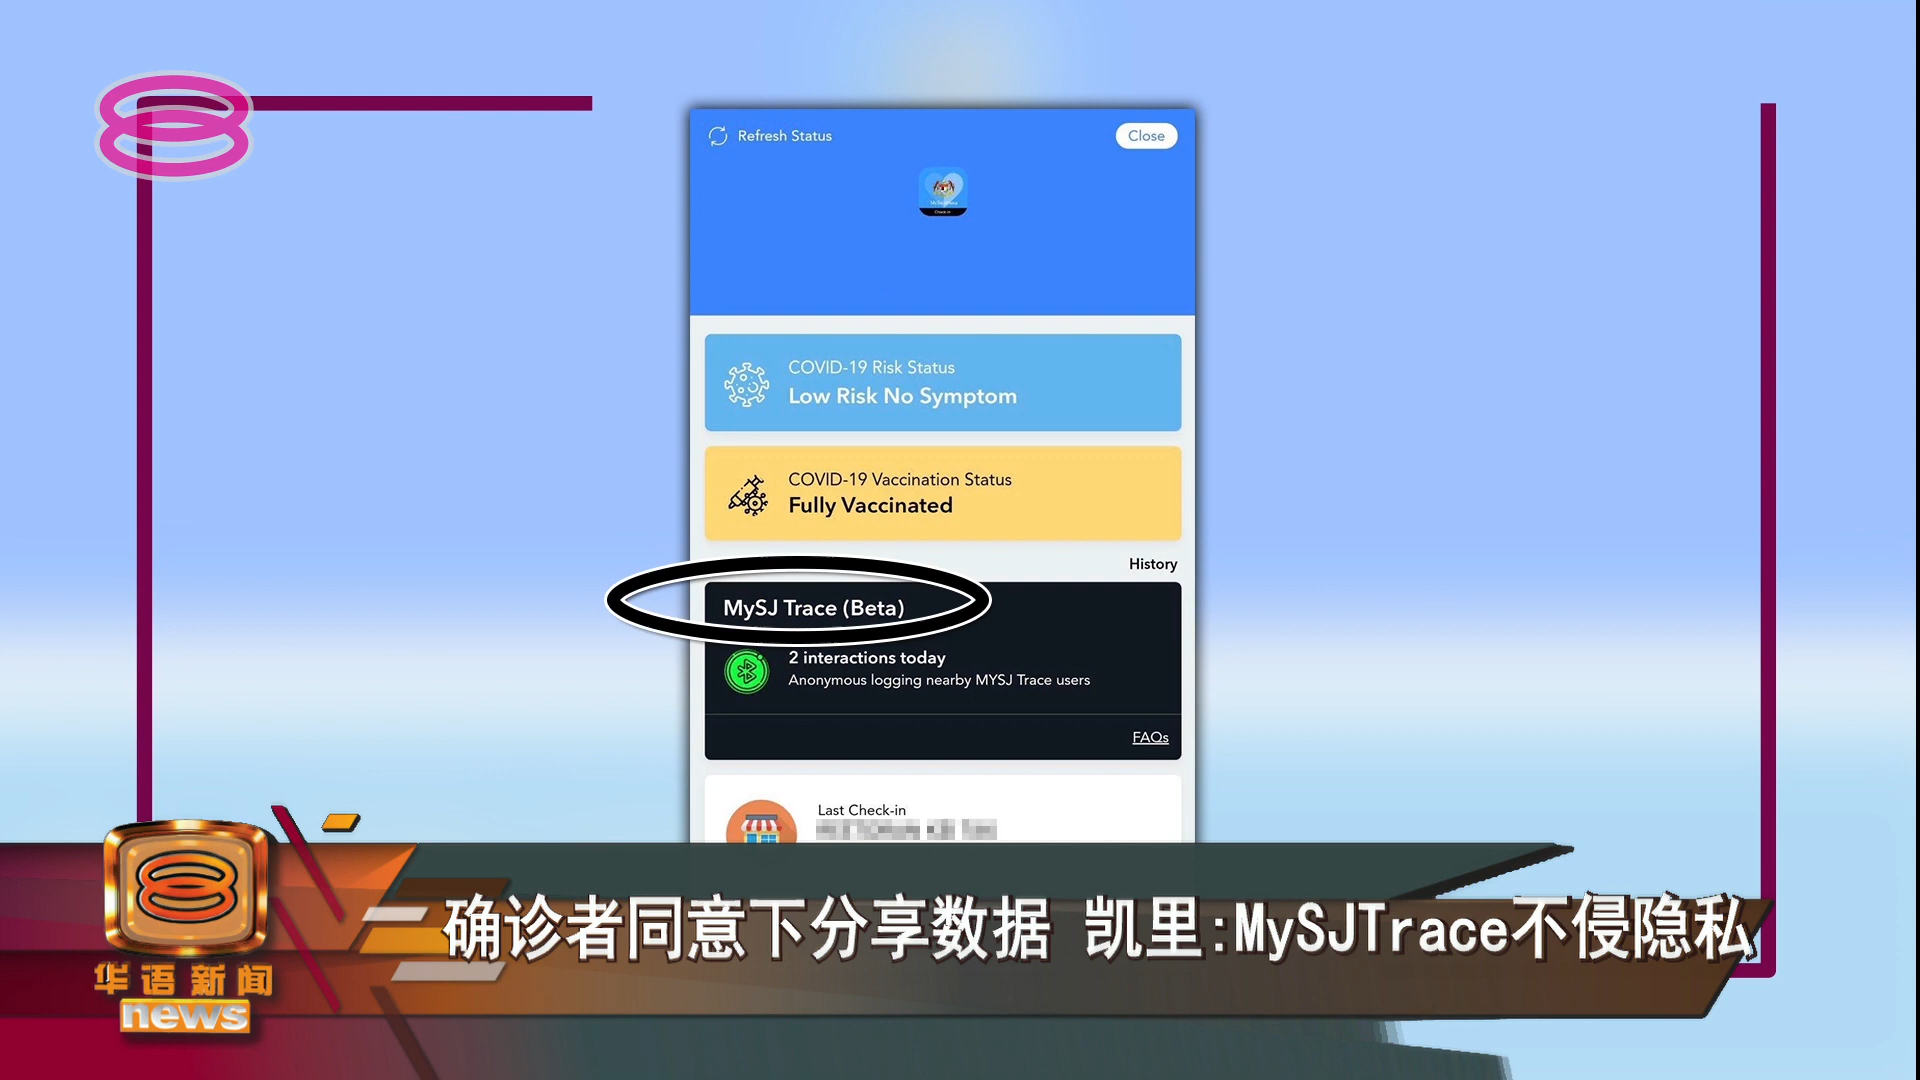 Refresh Status
Close
COVID-19 Risk Status
Low Risk No Symptom
COVID-19 Vaccination Status
Fully Vaccinated
History
MySJ Trace (Beta)
2 interactions today
Anonymous logging nearby MYSJ Trace users
FAQs
Last Check-in
确诊者同意下分享数据 凯里:MySJTrace不侵隐私
华语新闻
news